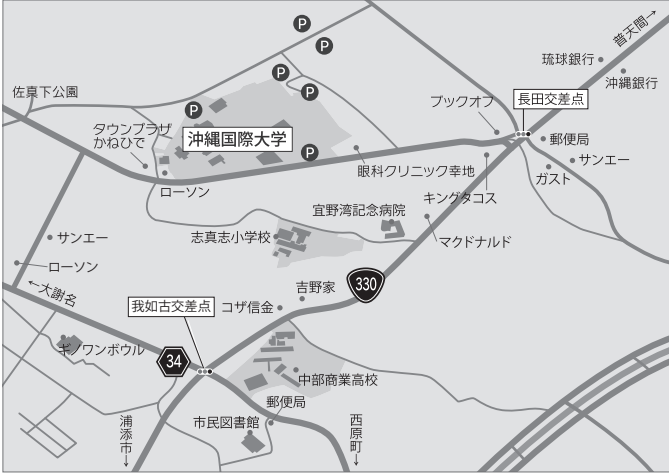 普天間→
P
P
琉球銀行
沖縄銀行
P
P
佐真下公園
ブックオフ
長田交差点
P
タウンプラザ
かねひで
沖縄国際大学
郵便局
P
サンエー
眼科クリニック幸地
ガスト
ローソン
キングタコス
宜野湾記念病院
サンエー
志真志小学校
マクドナルド
ローソン
←大謝名
吉野家
330
我如古交差点
コザ信金
ギノワンボウル
34
中部商業高校
郵便局
浦添市→
市民図書館
西原町→